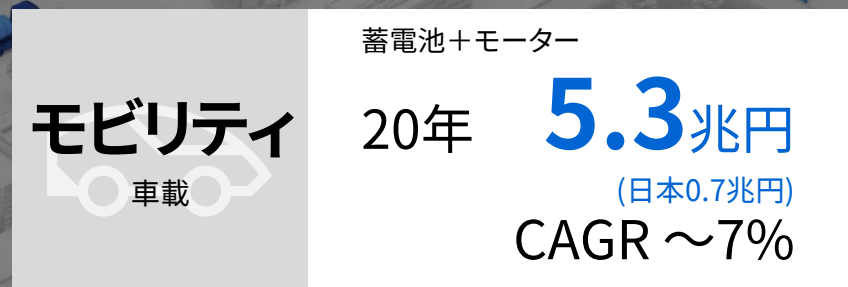 モビリティ
車載
蓄電池＋モーター
20年 5.3兆円
(日本0.7兆円)
CAGR ～7%